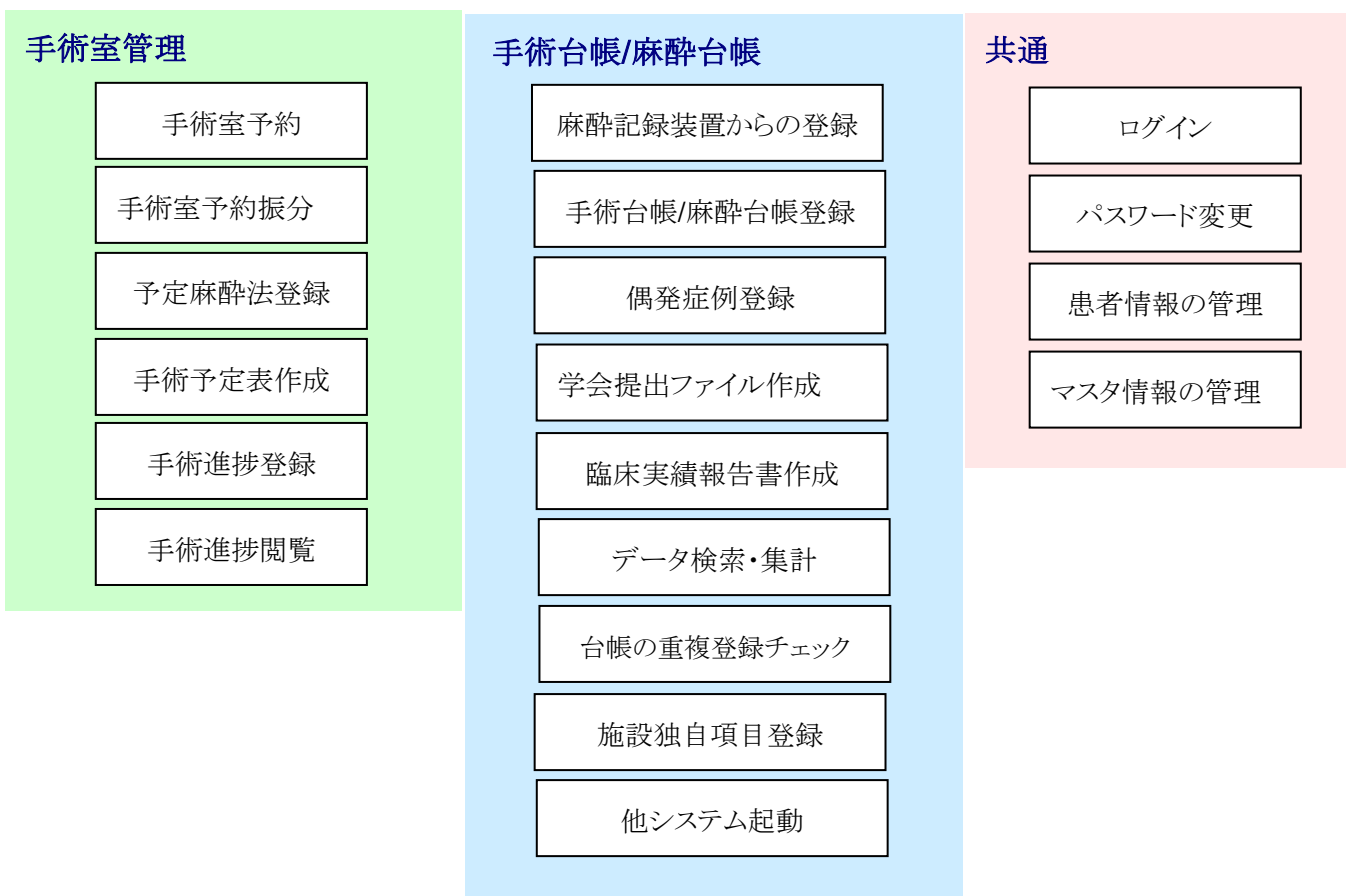 手術室管理
手術室予約
手術室予約振分
予定麻酔法登録
手術予定表作成
手術進捗登録
手術進捗閲覧
手術台帳/麻酔台帳
麻酔記録装置からの登録
手術台帳/麻酔台帳登録
偶発症例登録
学会提出ファイル作成
臨床実績報告書作成
データ検索・集計
台帳の重複登録チェック
施設独自項目登録
他システム起動
共通
ログイン
パスワード変更
患者情報の管理
マスタ情報の管理